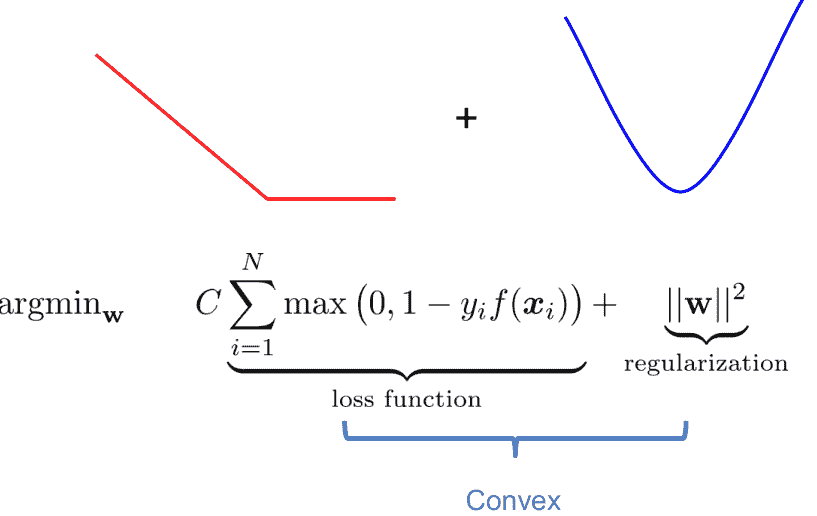 +
argmin_w C ∑_{i=1}^{N} max (0, 1 − y_i f(x_i)) + ||w||²
regularization
loss function
Convex